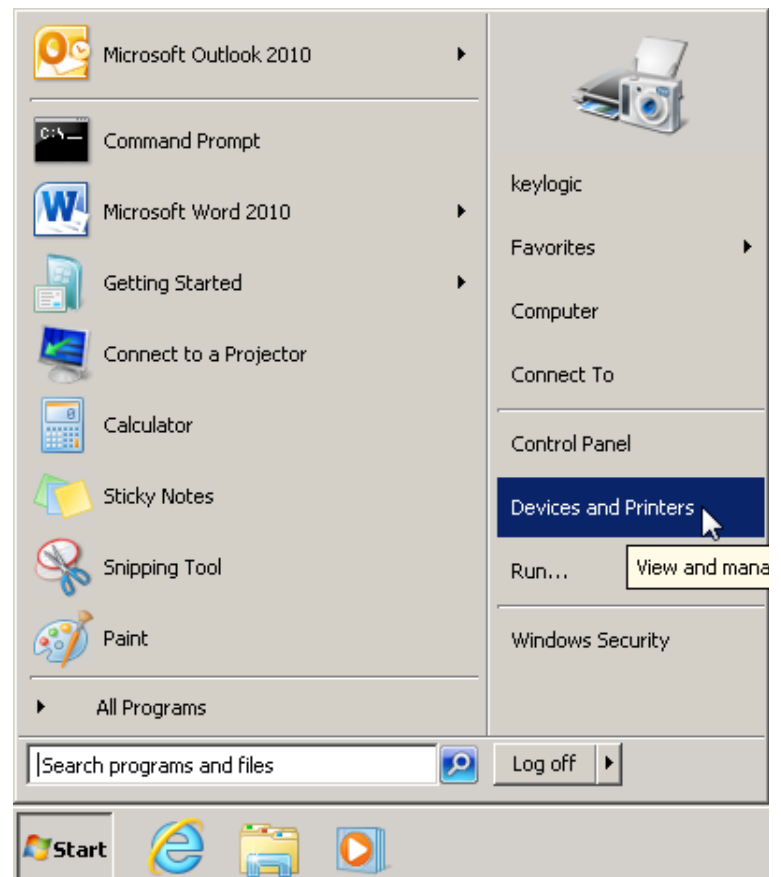 Microsoft Outlook 2010
Command Prompt
Microsoft Word 2010
Getting Started
Connect to a Projector
Calculator
Sticky Notes
Snipping Tool
Paint
All Programs
Search programs and files
keylogic
Favorites
Computer
Connect To
Control Panel
Devices and Printers
Run...
View and mana
Windows Security
Log off
Start